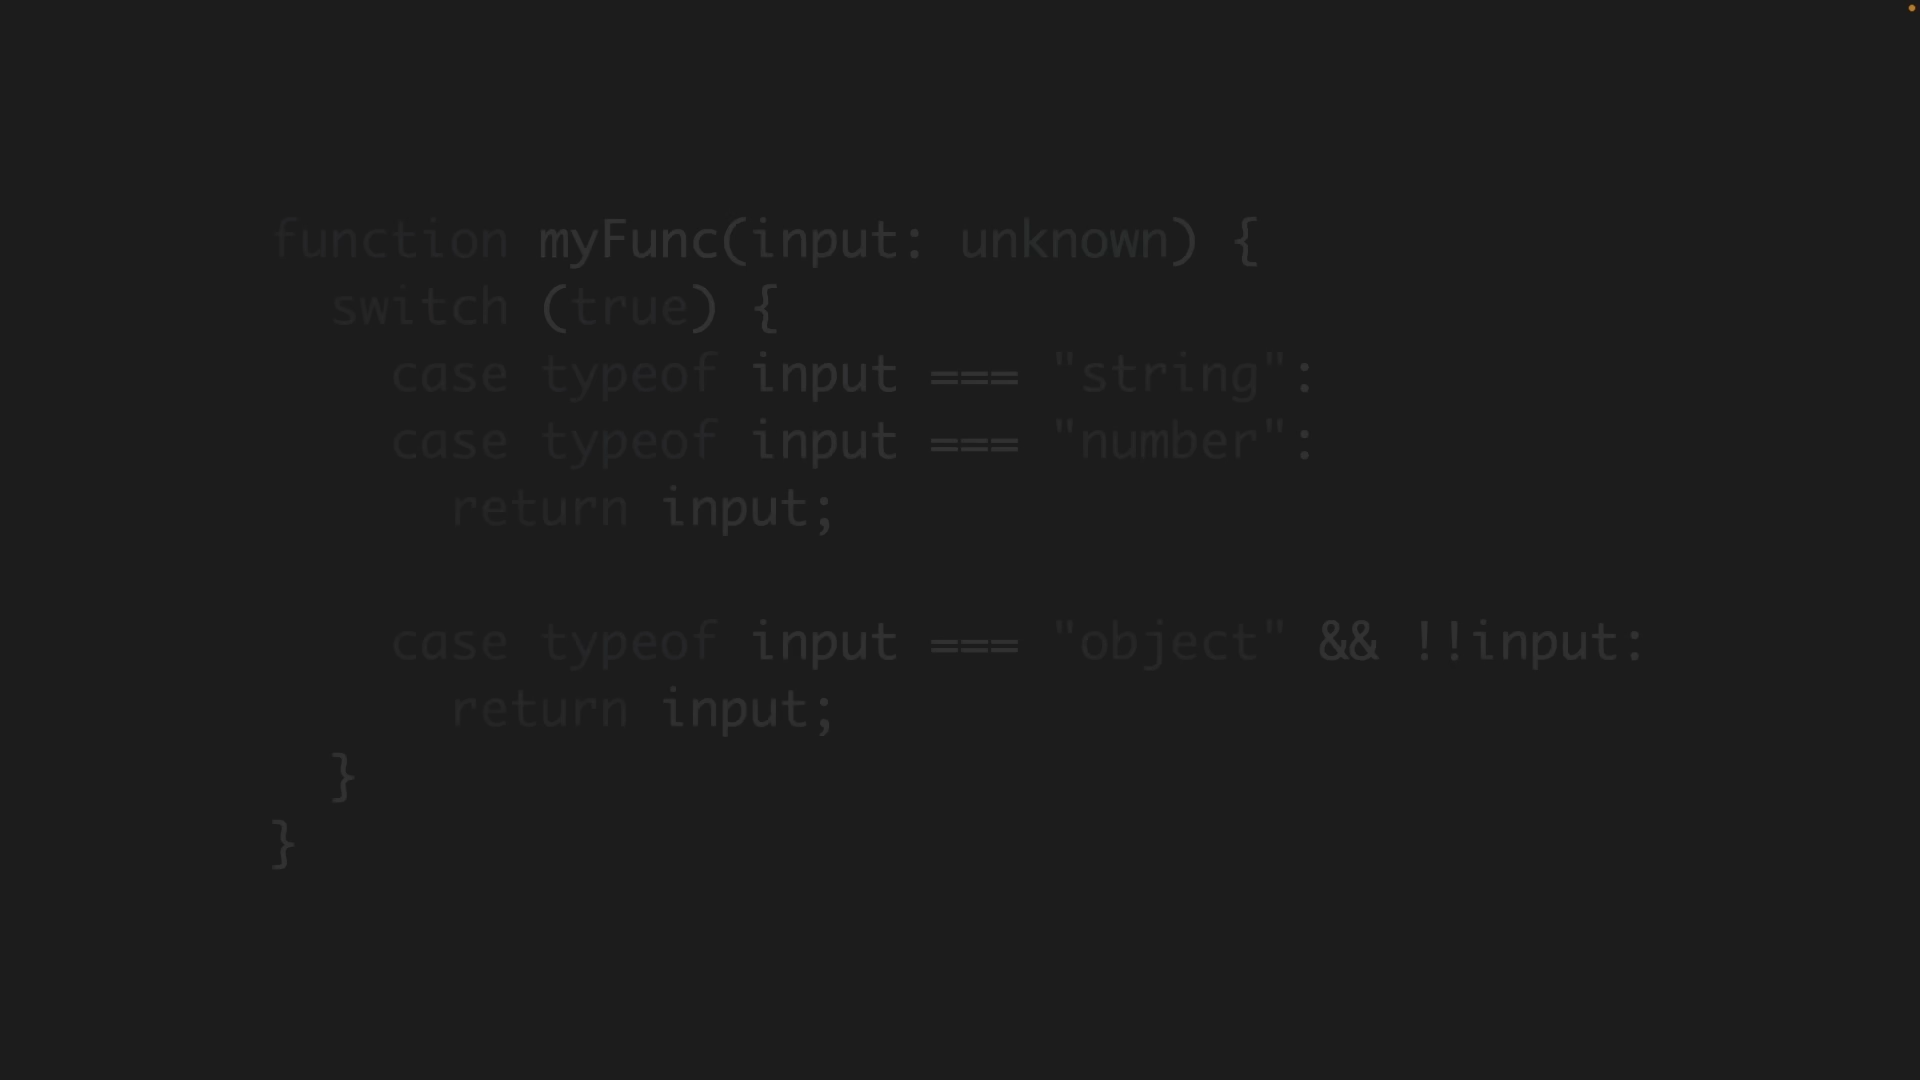 function myFunc(input: unknown) {
  switch (true) {
    case typeof input === "string":
    case typeof input === "number":
      return input;

    case typeof input === "object" && !!input:
      return input;
  }
}